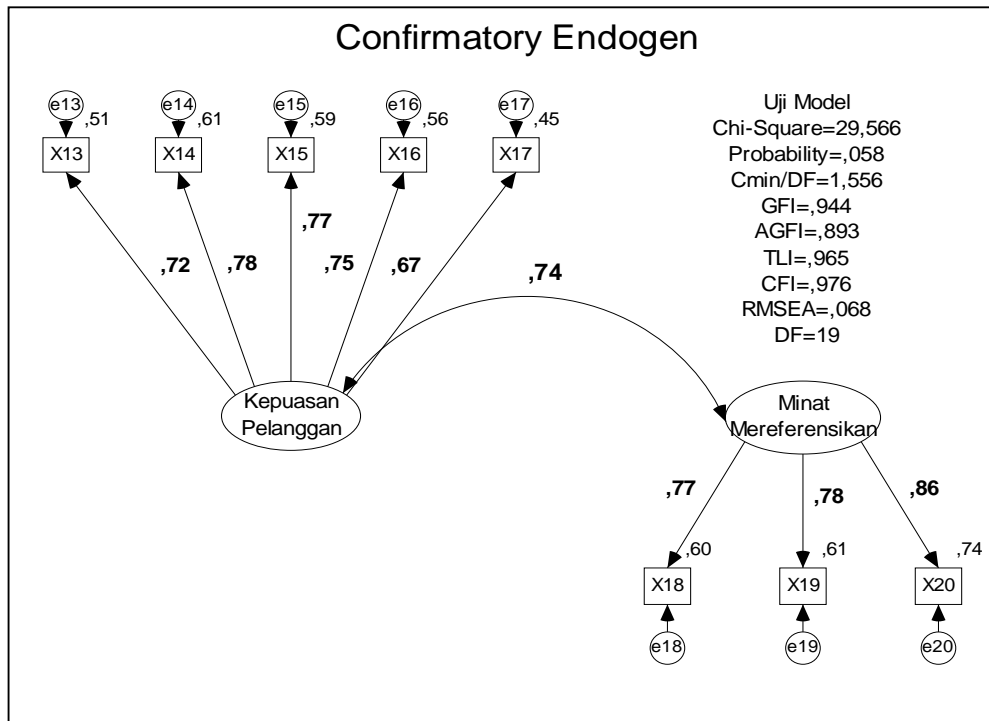 Confirmatory Endogen
e13
e14
e15
e16
e17
,51
,61
,59
,56
,45
X13
X14
X15
X16
X17
Uji Model
Chi-Square=29,566
Probability=,058
Cmin/DF=1,556
GFI=,944
AGFI=,893
TLI=,965
CFI=,976
RMSEA=,068
DF=19
,72
,78
,77
,75
,67
,74
Kepuasan
Pelanggan
Minat
Mereferensikan
,77
,78
,86
,60
,61
,74
X18
X19
X20
e18
e19
e20